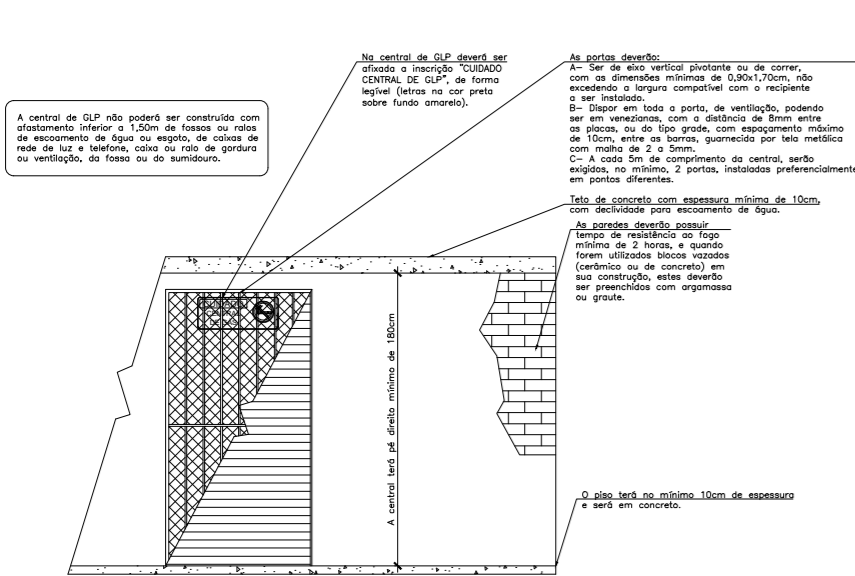 Na central de GLP deverá ser
afixada a inscrição "CUIDADO
CENTRAL DE GLP", de forma
legível (letras na cor preta
sobre fundo amarelo).
As portas deverão:
A– Ser de eixo vertical pivotante ou de correr,
com as dimensões mínimas de 0,90x1,70cm, não
excedendo a largura compatível com o recipiente
a ser instalado.
B– Dispor em toda a porta, de ventilação, podendo
ser em venezianas, com a distância de 8mm entre
as placas, ou do tipo grade, com espaçamento máximo
de 10cm, entre as barras, guarnecida por tela metálica
com malha de 2 a 5mm.
C– A cada 5m de comprimento da central, serão
exigidos, no mínimo, 2 portas, instaladas preferencialmente
em pontos diferentes.
A central de GLP não poderá ser construída com
afastamento inferior a 1,50m de fossos ou ralos
de escoamento de água ou esgoto, de caixas de
rede de luz e telefone, caixa ou ralo de gordura
ou ventilação, da fossa ou do sumidouro.
Teto de concreto com espessura mínima de 10cm,
com declividade para escoamento de água.
As paredes deverão possuir
tempo de resistência ao fogo
mínima de 2 horas, e quando
forem utilizados blocos vazados
(cerâmico ou de concreto) em
sua construção, estes deverão
ser preenchidos com argamassa
ou graute.
CUIDADO
CENTRAL
DE GÁS
A central terá pé direito mínimo de 180cm
O piso terá no mínimo 10cm de espessura
e será em concreto.